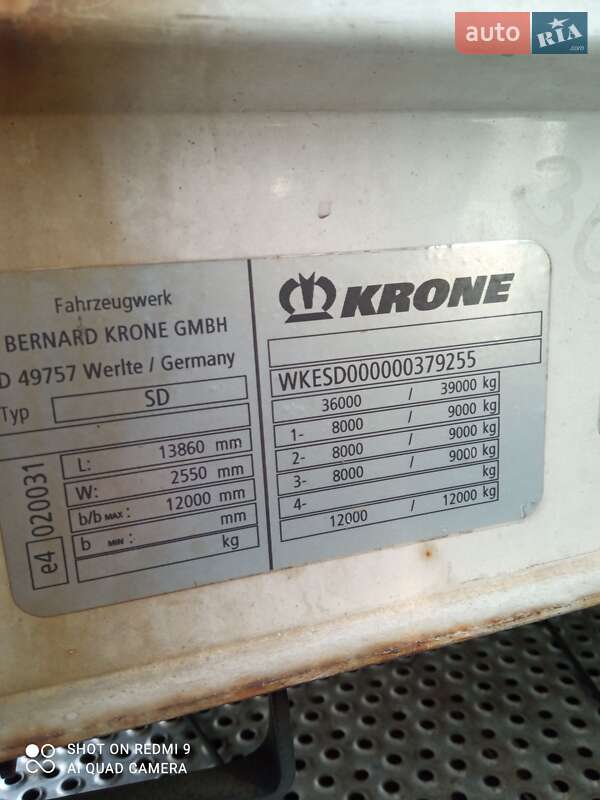 auto RIA.com
Fahrzeugwerk
BERNARD KRONE GMBH
D 49757 Werlte / Germany
Typ SD
e4 020031
L: 13860 mm
W: 2550 mm
b/b MAX: 12000 mm
b MIN: mm
kg
KRONE
WKESD000000379255
36000 / 39000 kg
1- 8000 / 9000 kg
2- 8000 / 9000 kg
3- 8000 / 9000 kg
4- / kg
12000 / 12000 kg
SHOT ON REDMI 9
AI QUAD CAMERA